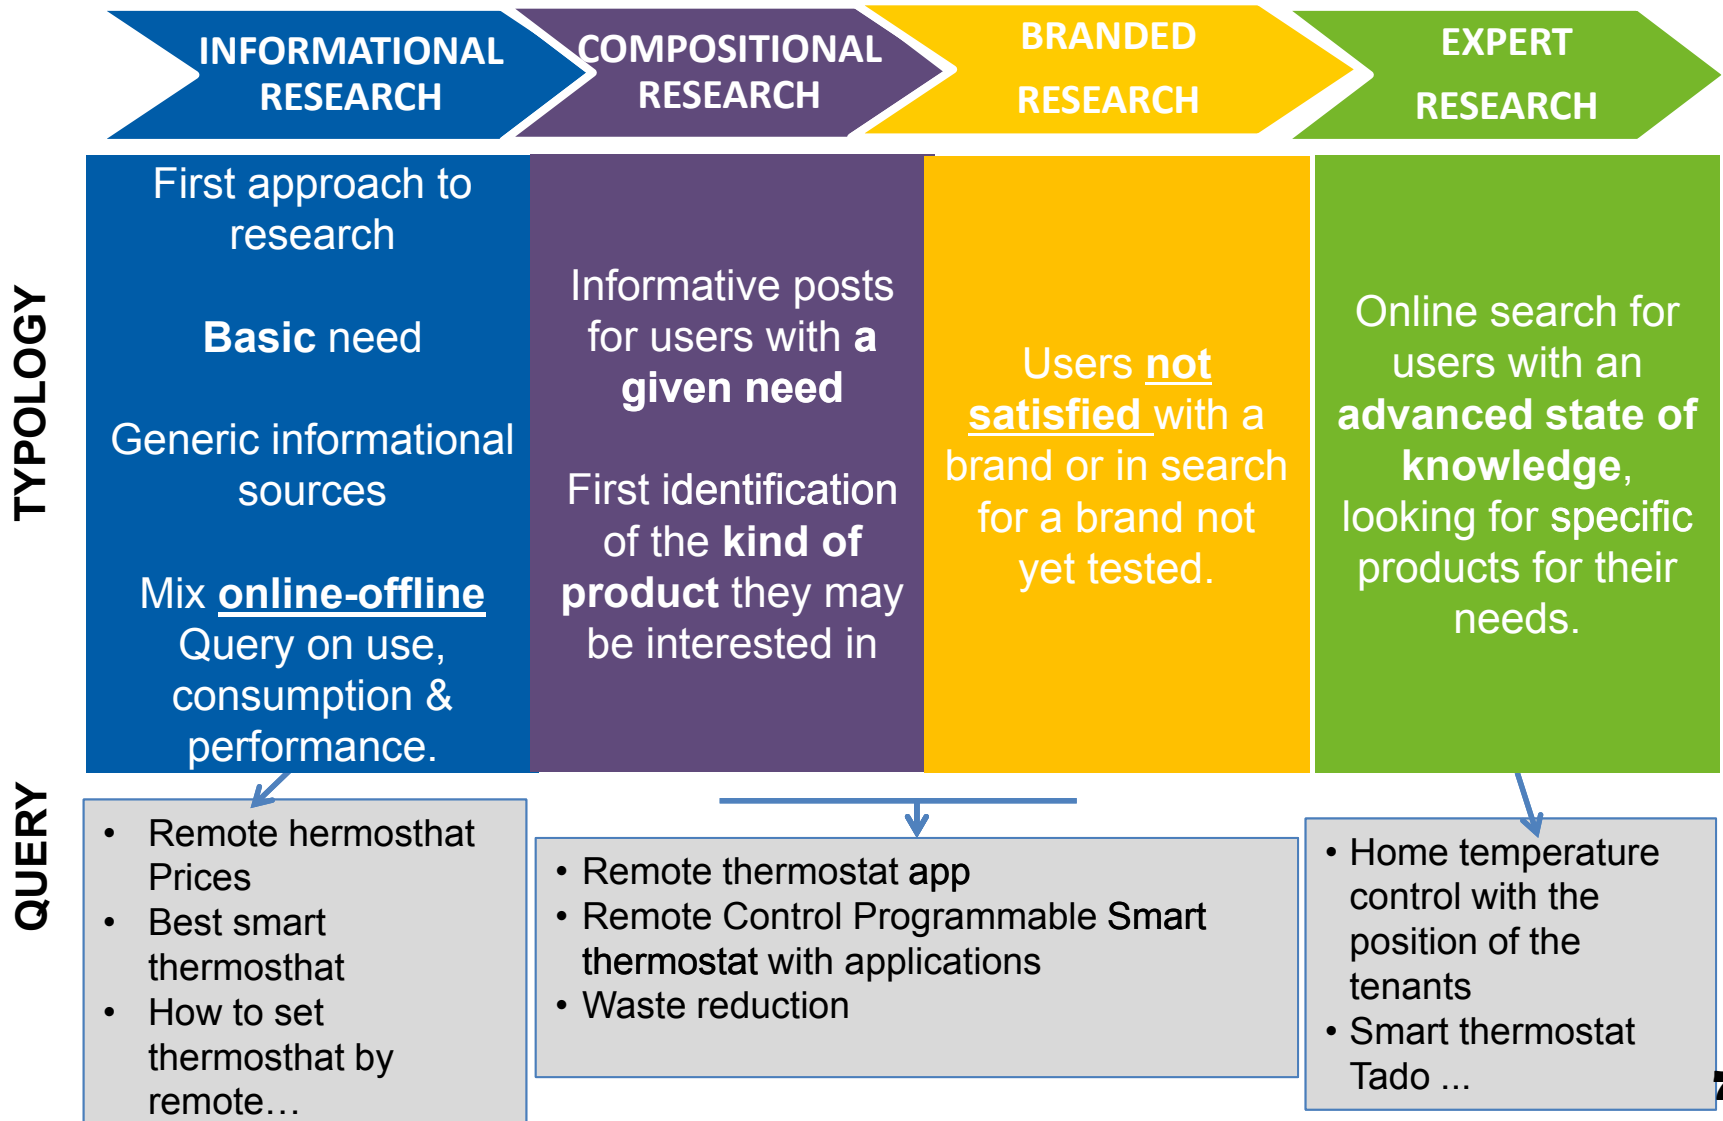 INFORMATIONAL
RESEARCH
COMPOSITIONAL
RESEARCH
BRANDED
RESEARCH
EXPERT
RESEARCH
TYPOLOGY
First approach to
research
Basic need
Generic informational
sources
Mix online-offline
Query on use,
consumption &
performance.
Informative posts
for users with a
given need
First identification
of the kind of
product they may
be interested in
Users not
satisfied with a
brand or in search
for a brand not
yet tested.
Online search for
users with an
advanced state of
knowledge,
looking for specific
products for their
needs.
QUERY
• Remote hermosthat
Prices
• Best smart
thermosthat
• How to set
thermosthat by
remote…
• Remote thermostat app
• Remote Control Programmable Smart
thermostat with applications
• Waste reduction
• Home temperature
control with the
position of the
tenants
• Smart thermostat
Tado ...